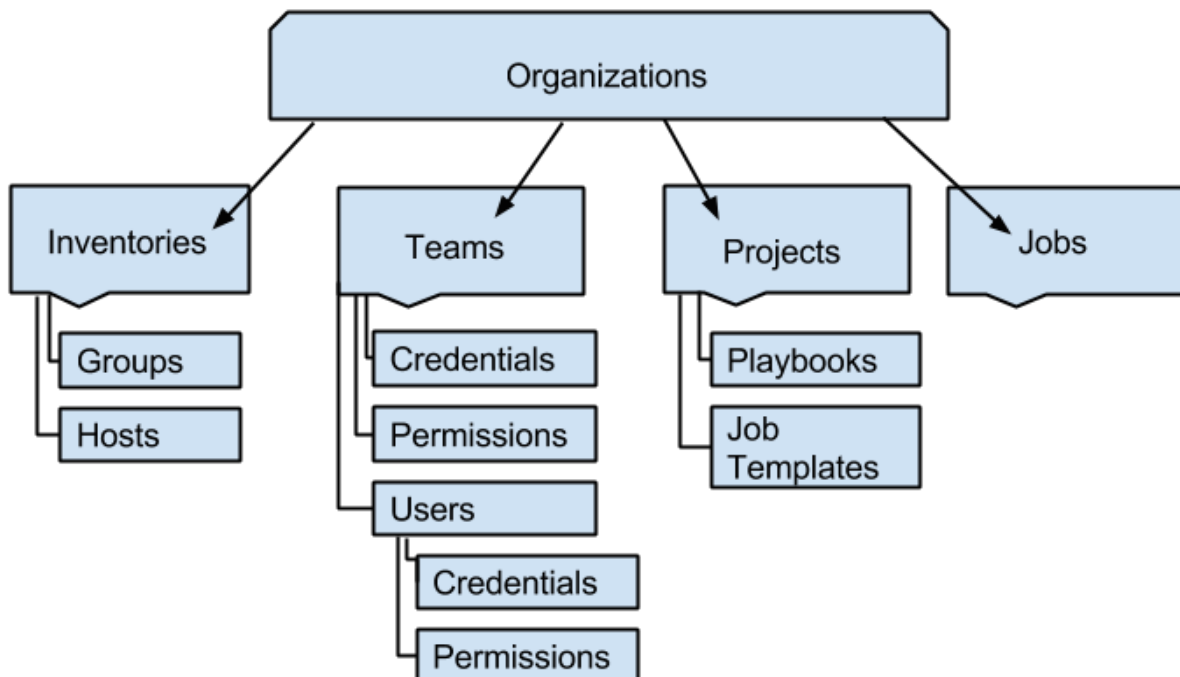 Organizations
Inventories
Teams
Projects
Jobs
Groups
Hosts
Credentials
Permissions
Users
Credentials
Permissions
Playbooks
Job
Templates